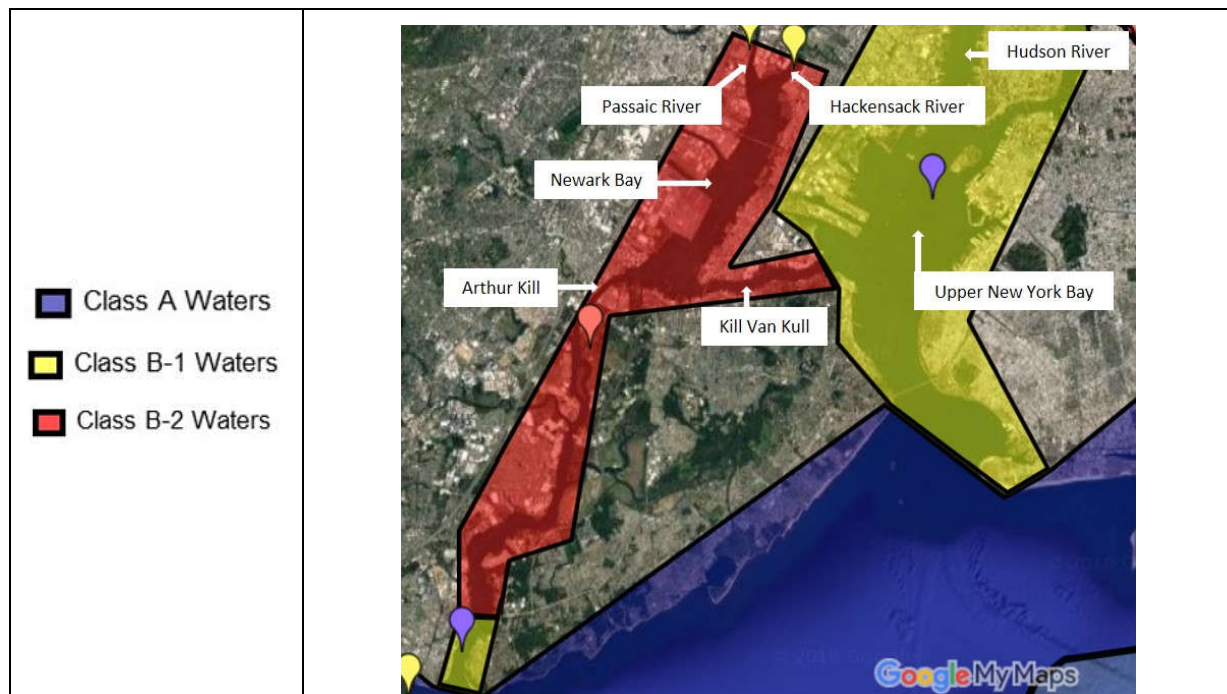 Hudson River
Passaic River
Hackensack River
Newark Bay
Arthur Kill
Upper New York Bay
Kill Van Kull
Class A Waters
Class B-1 Waters
Class B-2 Waters
Google My Maps